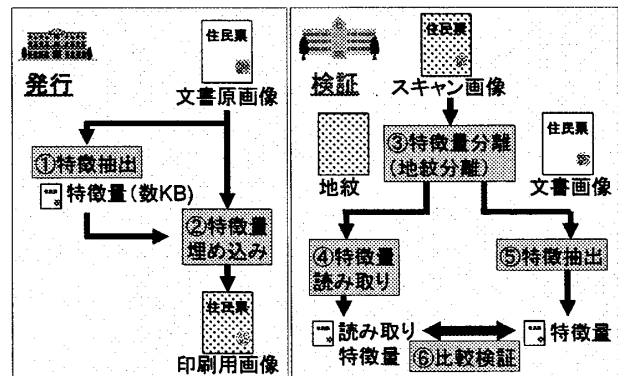 住民票
発行
文書原画像
①特徴抽出
特徴量(数KB)
②特徴量
埋め込み
住民票
印刷用画像
住民票
検証
スキャン画像
③特徴量分離
(地紋分離)
地紋
住民票
文書画像
④特徴量
読み取り
⑤特徴抽出
読み取り
特徴量
特徴量
⑥比較検証